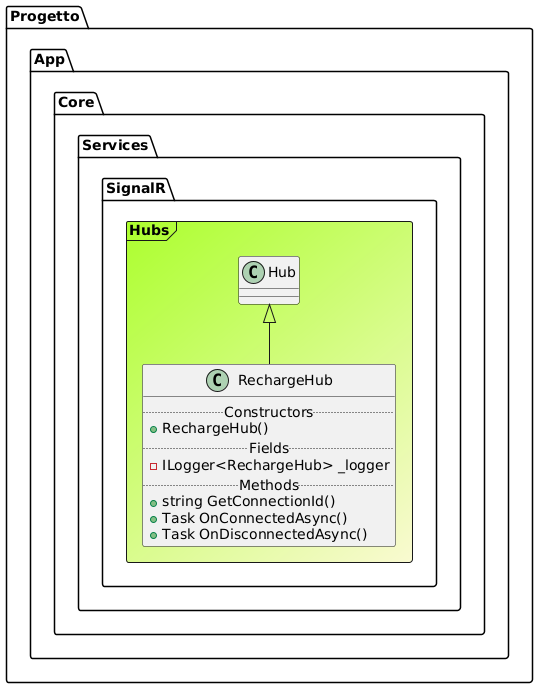 Progetto
App
Core
Services
SignalR
Hubs
C Hub
C RechargeHub
Constructors
RechargeHub()
Fields
ILogger<RechargeHub> _logger
Methods
string GetConnectionId()
Task OnConnectedAsync()
Task OnDisconnectedAsync()